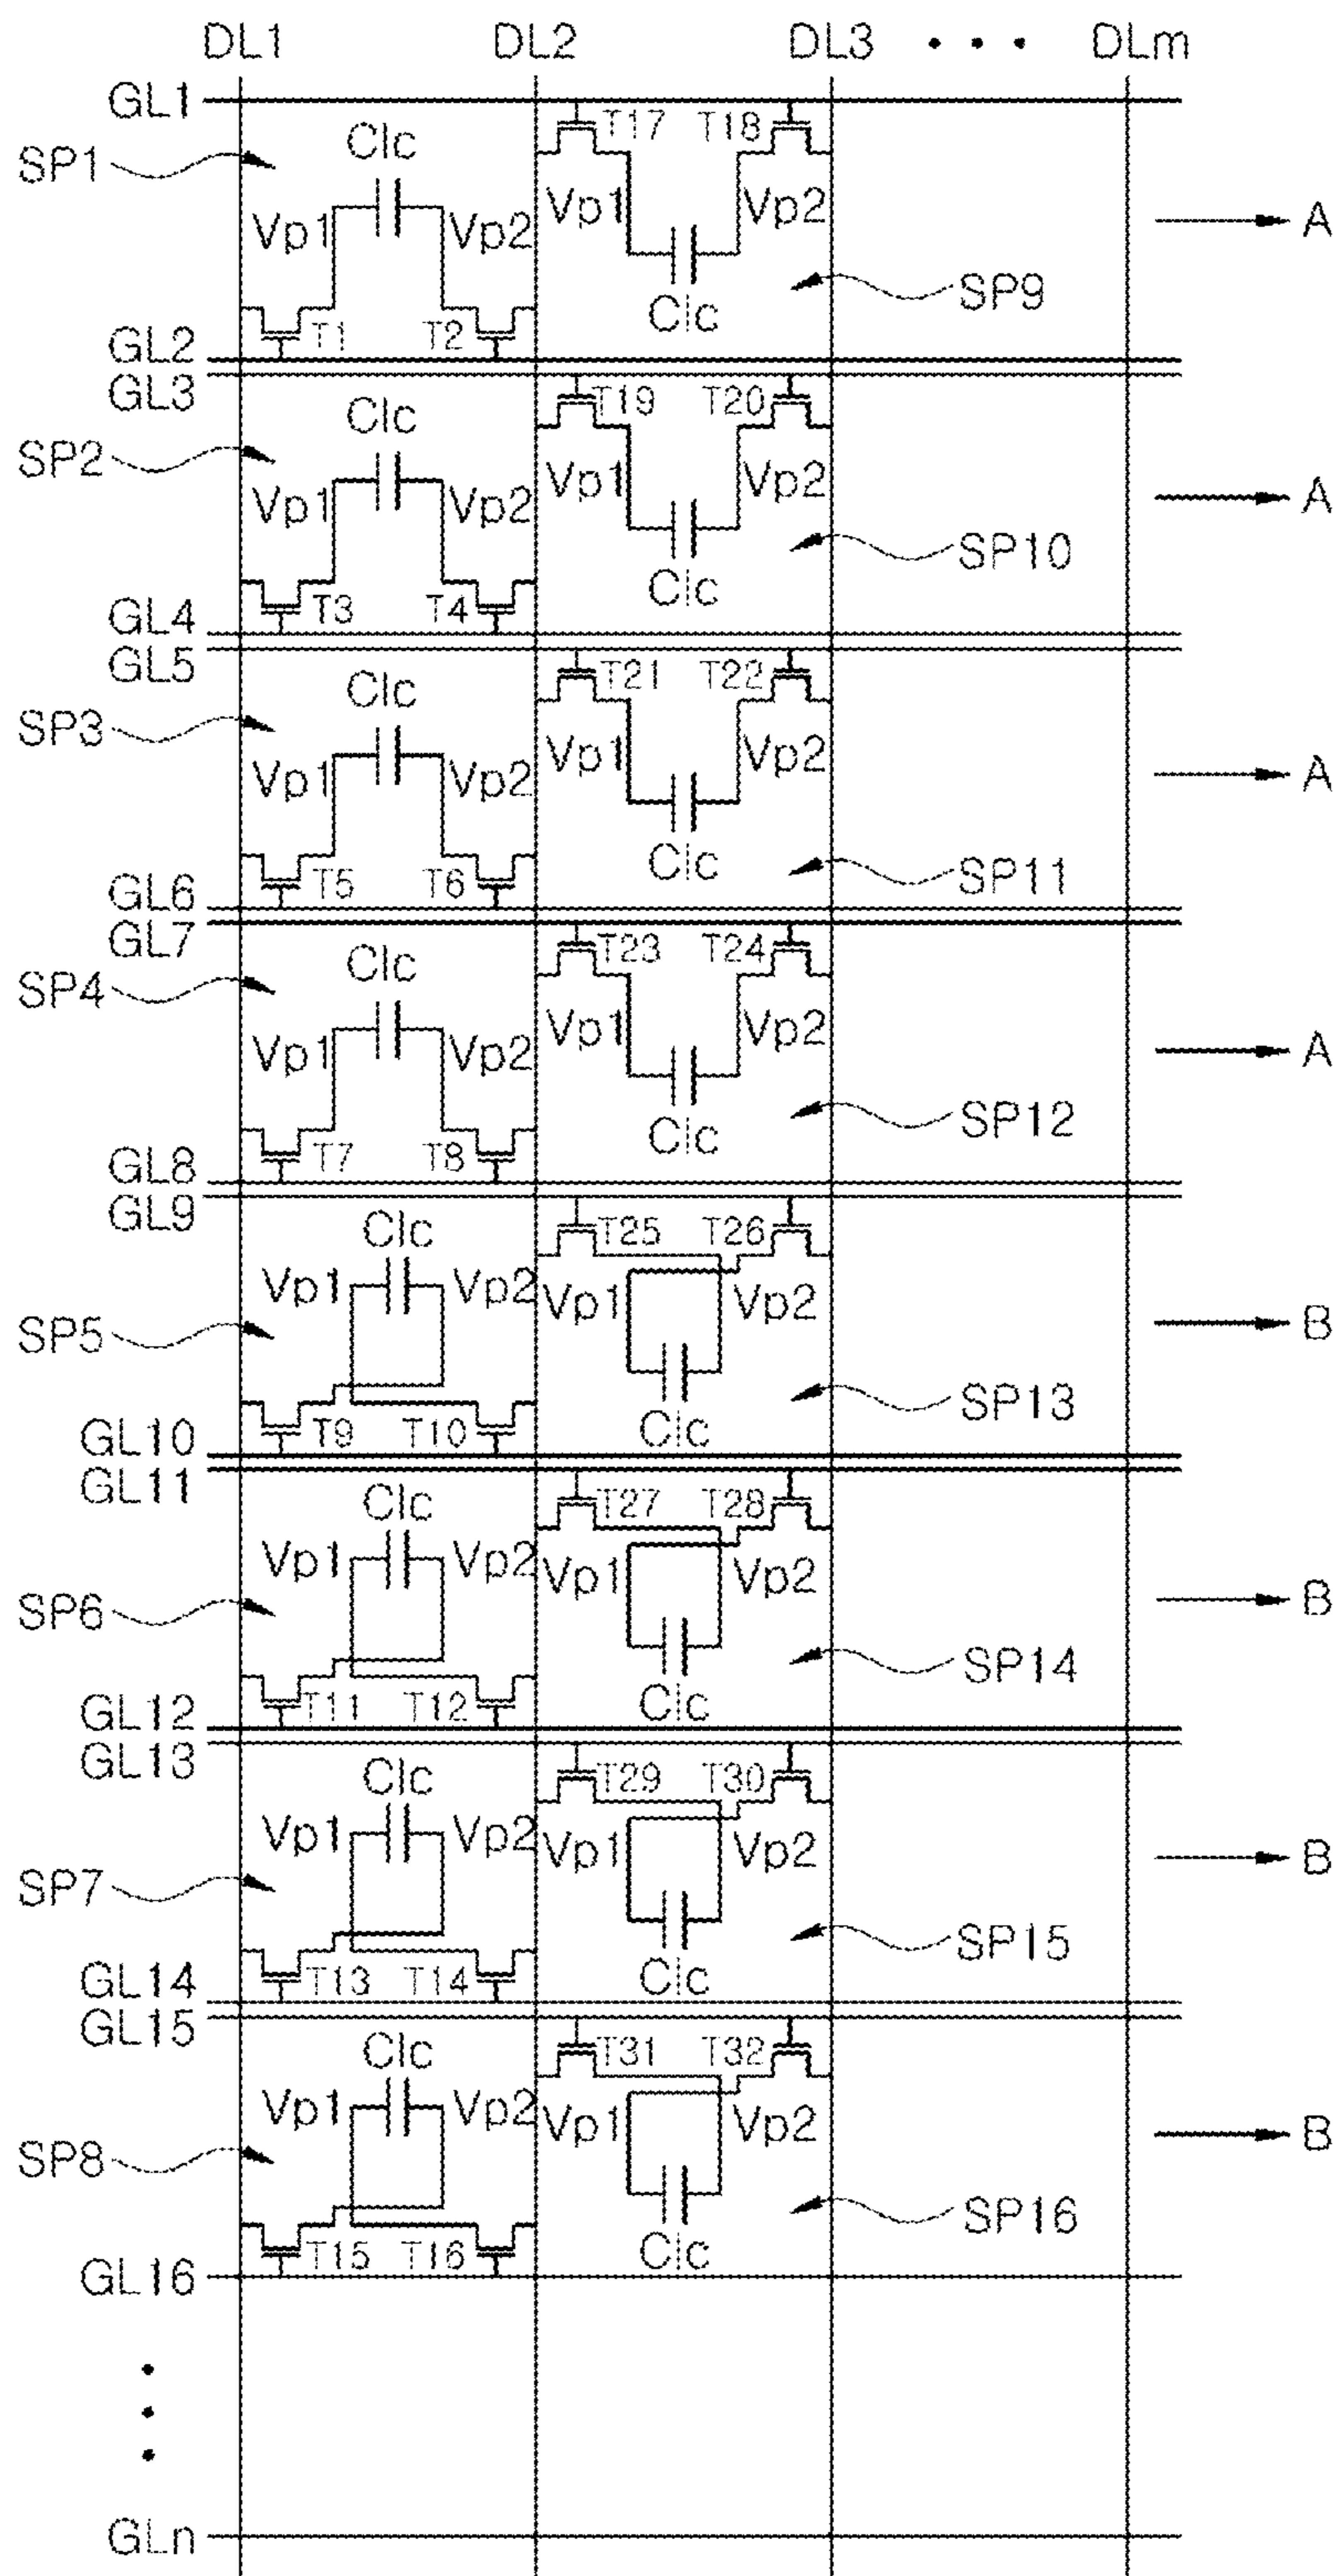 DL1 DL2 DL3 • • • DLm
GL1 T17 T18
SP1 Clc
Vp1 Vp2 Vp1 Vp2 A
Clc SP9
GL2 T1 T2
GL3 T19 T20
Clc
SP2 Vp1 Vp2 Vp1 Vp2 A
Clc SP10
GL4 T3 T4
GL5 T21 T22
Clc
SP3 Vp1 Vp2 Vp1 Vp2 A
Clc SP11
GL6 T5 T6
GL7 T23 T24
Clc
SP4 Vp1 Vp2 Vp1 Vp2 A
Clc SP12
GL8 T7 T8
GL9 T25 T26
Clc
Vp1 Vp2 Vp1 Vp2
SP5 B
SP13
GL10 T9 T10 Clc
GL11 T27 T28
Clc
Vp1 Vp2 Vp1 Vp2
SP6 B
SP14
GL12 T11 T12 Clc
GL13 T29 T30
Clc
Vp1 Vp2 Vp1 Vp2
SP7 B
SP15
GL14 T13 T14 Clc
GL15 T31 T32
Clc
Vp1 Vp2 Vp1 Vp2
SP8 B
SP16
GL16 T15 T16 Clc
•
•
•
GLn